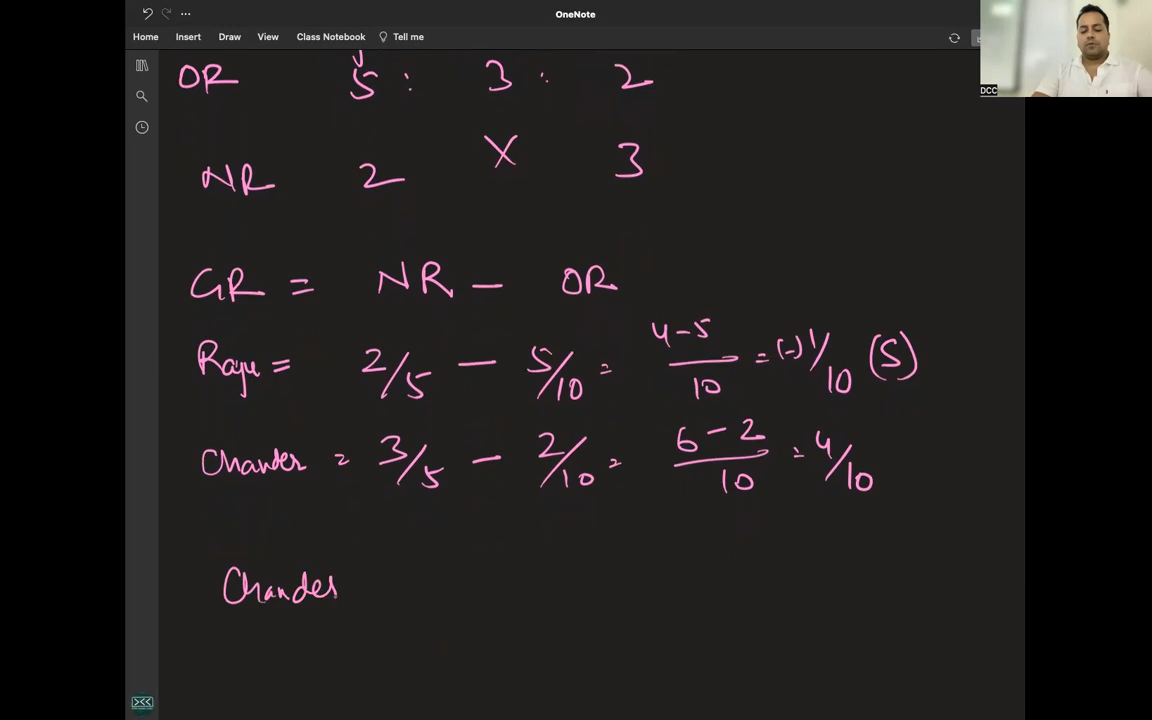 OneNote
Home Insert Draw View Class Notebook Tell me
DCC
OR 5 : 3 : 2
NR 2 X 3
GR = NR - OR
Raju = 2/5 - 5/10 = 4-5/10 = (-) 1/10 (S)
Chander = 3/5 - 2/10 = 6-2/10 = 4/10
Chander